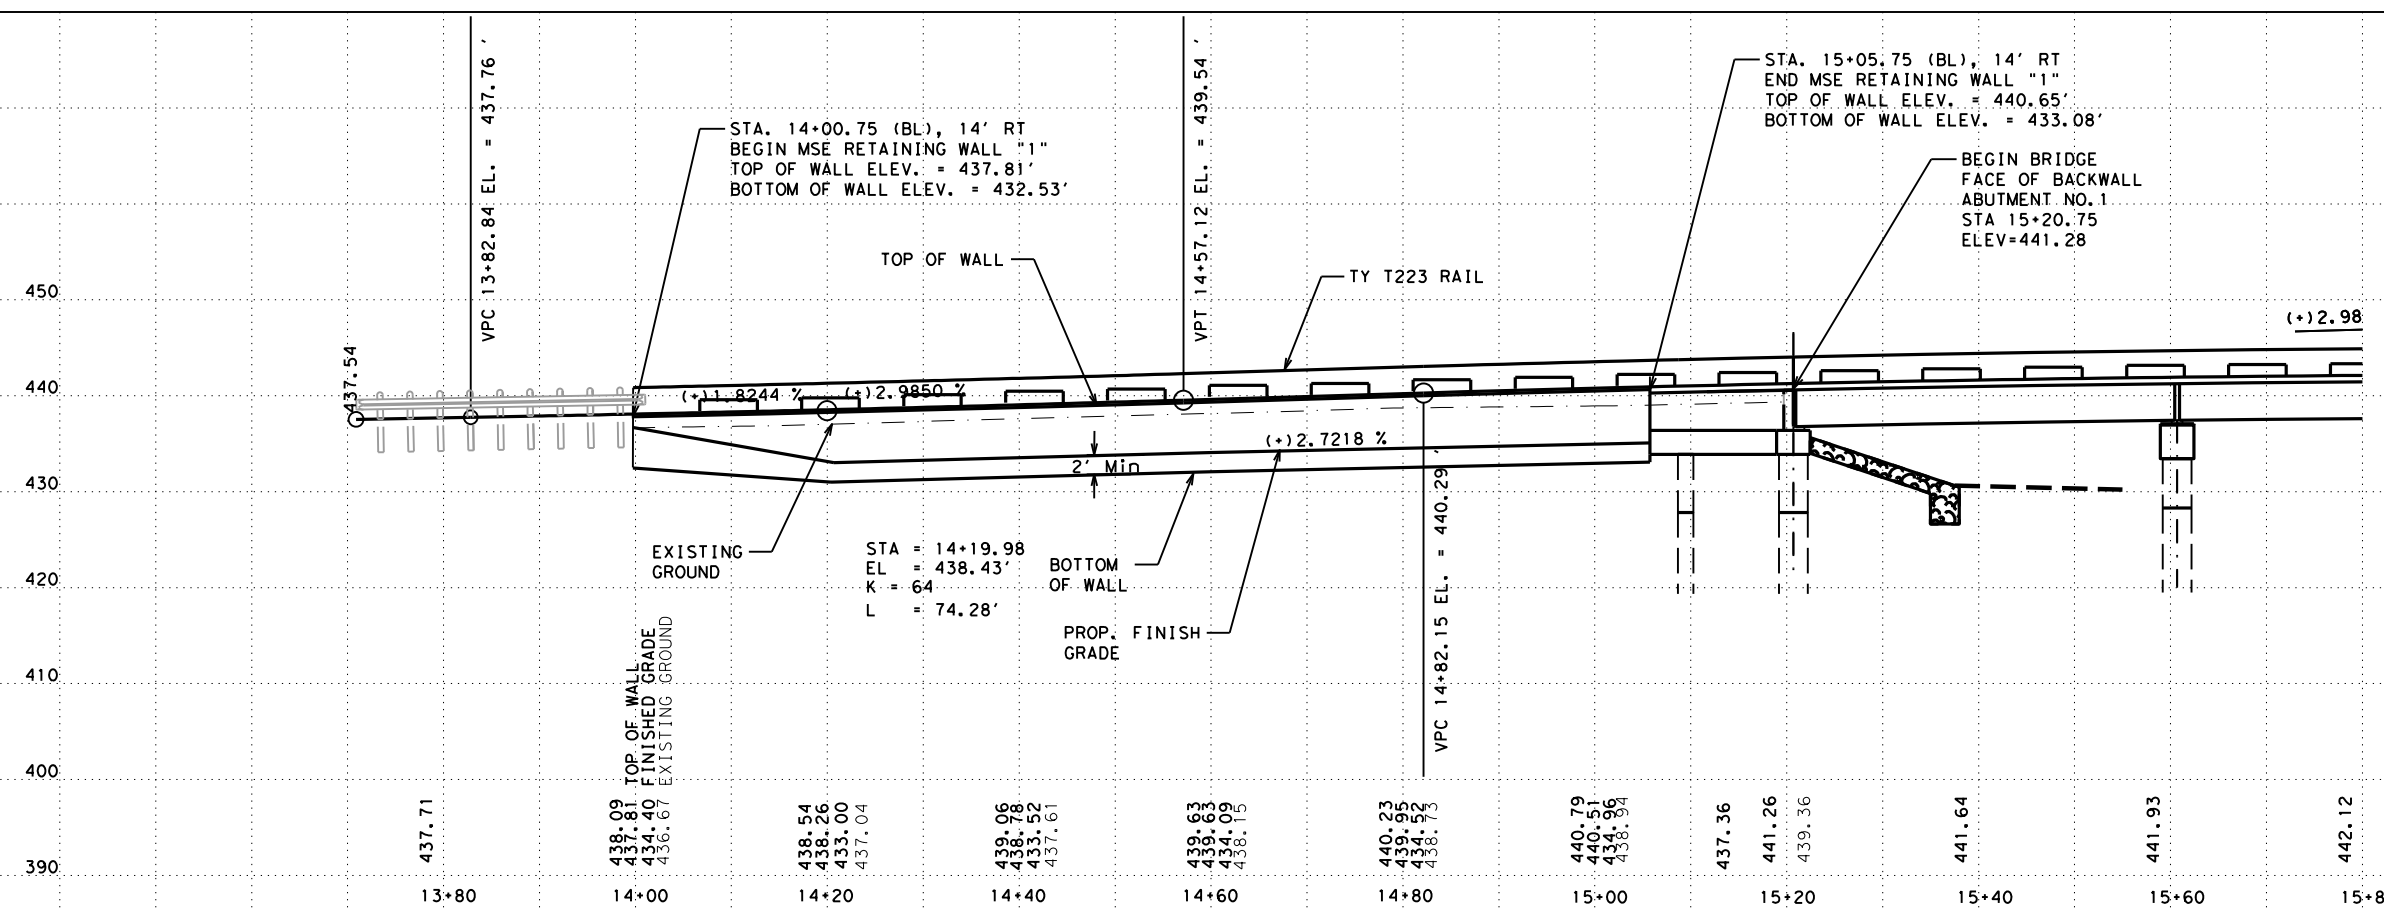 VPC 13+82.84 EL. = 437.76 '
VPT 14+57.12 EL. = 439.54 '
STA. 14+00.75 (BL), 14' RT
BEGIN MSE RETAINING WALL "1"
TOP OF WALL ELEV. = 437.81'
BOTTOM OF WALL ELEV. = 432.53'
STA. 15+05.75 (BL), 14' RT
END MSE RETAINING WALL "1"
TOP OF WALL ELEV. = 440.65'
BOTTOM OF WALL ELEV. = 433.08'
BEGIN BRIDGE
FACE OF BACKWALL
ABUTMENT NO.1
STA 15+20.75
ELEV=441.28
TOP OF WALL
TY T223 RAIL
(+)2.98
450
440
430
420
410
400
390
437.54
(+)1.8244 %
(+)2.9850 %
(+)2.7218 %
2' Min
EXISTING
GROUND
STA = 14+19.98
EL = 438.43'
K = 64
L = 74.28'
BOTTOM
OF WALL
PROP. FINISH
GRADE
VPC 14+82.15 EL. = 440.29 '
437.71
438.09
437.81 TOP OF WALL
434.40 FINISHED GRADE
436.67 EXISTING GROUND
438.54
438.26
433.00
437.04
439.06
438.78
433.52
437.61
439.63
439.63
434.09
438.15
440.23
439.95
434.52
438.73
440.79
440.51
434.96
438.94
437.36
441.26
439.36
441.64
441.93
442.12
13+80
14+00
14+20
14+40
14+60
14+80
15+00
15+20
15+40
15+60
15+8